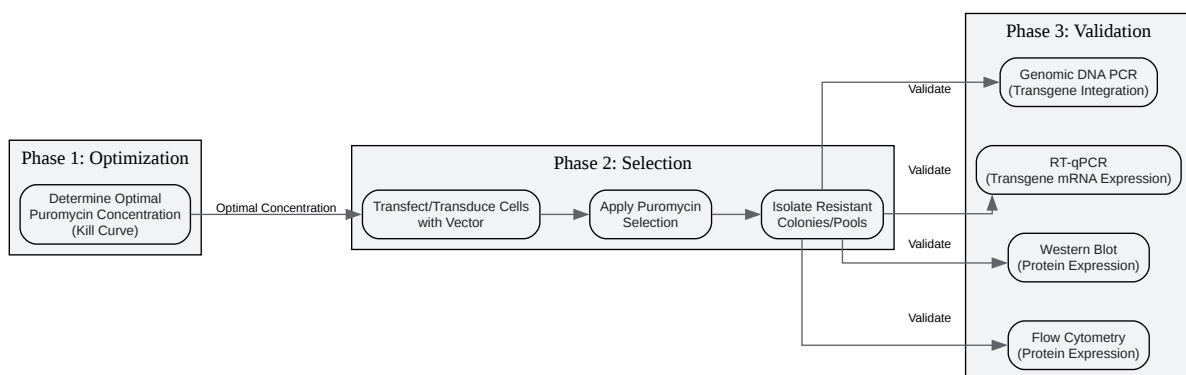 Phase 1: Optimization
Determine Optimal
Puromycin Concentration
(Kill Curve)
Optimal Concentration
Phase 2: Selection
Transfect/Transduce Cells
with Vector
Apply Puromycin
Selection
Isolate Resistant
Colonies/Pools
Validate
Validate
Validate
Validate
Phase 3: Validation
Genomic DNA PCR
(Transgene Integration)
RT-qPCR
(Transgene mRNA Expression)
Western Blot
(Protein Expression)
Flow Cytometry
(Protein Expression)